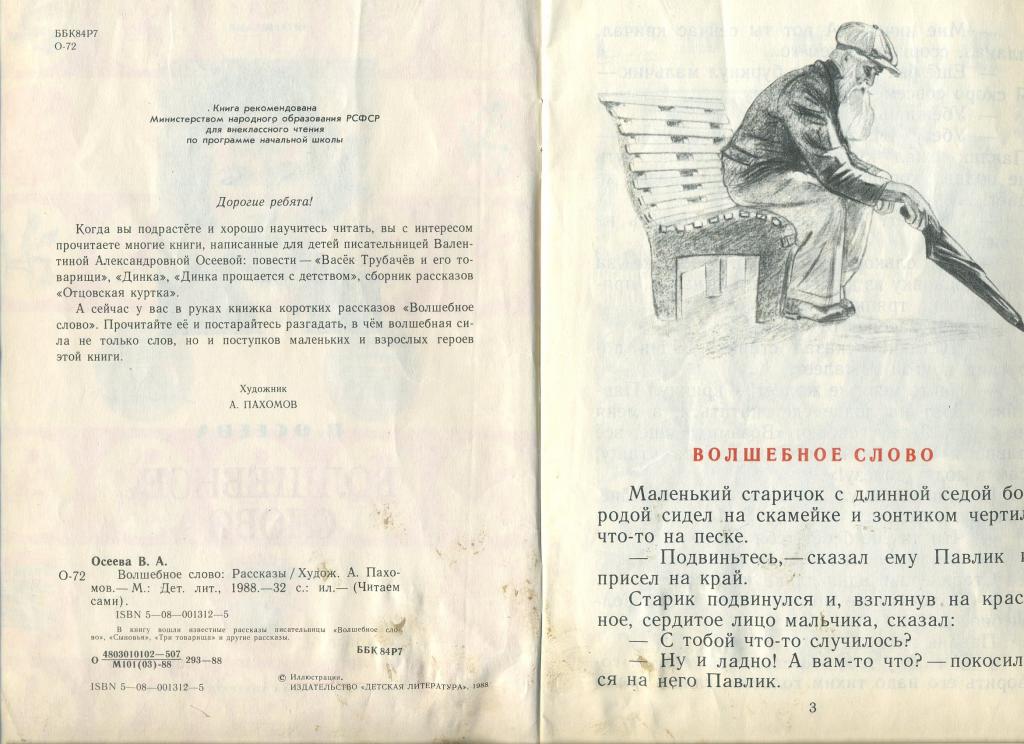 ББК84Р7
О-72
Книга рекомендована
Министерством народного образования РСФСР
для внеклассного чтения
по программе начальной школы
Дорогие ребята!
Когда вы подрастёте и хорошо научитесь читать, вы с интересом
прочитаете многие книги, написанные для детей писательницей Вален-
тиной Александровной Осеевой: повести — «Васёк Трубачёв и его то-
варищи», «Динка», «Динка прощается с детством», сборник рассказов
«Отцовская куртка».
А сейчас у вас в руках книжка коротких рассказов «Волшебное
слово». Прочитайте её и постарайтесь разгадать, в чём волшебная си-
ла не только слов, но и поступков маленьких и взрослых героев
этой книги.
Художник
А. ПАХОМОВ
Осеева В. А.
О-72 Волшебное слово: Рассказы / Худож. А. Пахо-
мов.— М.: Дет. лит., 1988.—32 с.: ил.— (Читаем
сами).
ISBN 5—08—001312—5
В книгу вошли известные рассказы писательницы «Волшебное сло-
во», «Сыновья», «Три товарища» и другие рассказы.
О 4803010102—507
М101(03)-88 293—88
ББК 84Р7
ISBN 5—08—001312—5
© Иллюстрации.
ИЗДАТЕЛЬСТВО «ДЕТСКАЯ ЛИТЕРАТУРА», 1988
ВОЛШЕБНОЕ СЛОВО
Маленький старичок с длинной седой бо-
родой сидел на скамейке и зонтиком чертил
что-то на песке.
— Подвиньтесь,— сказал ему Павлик и
присел на край.
Старик подвинулся и, взглянув на крас-
ное, сердитое лицо мальчика, сказал:
— С тобой что-то случилось?
— Ну и ладно! А вам-то что? — покосил-
ся на него Павлик.
3